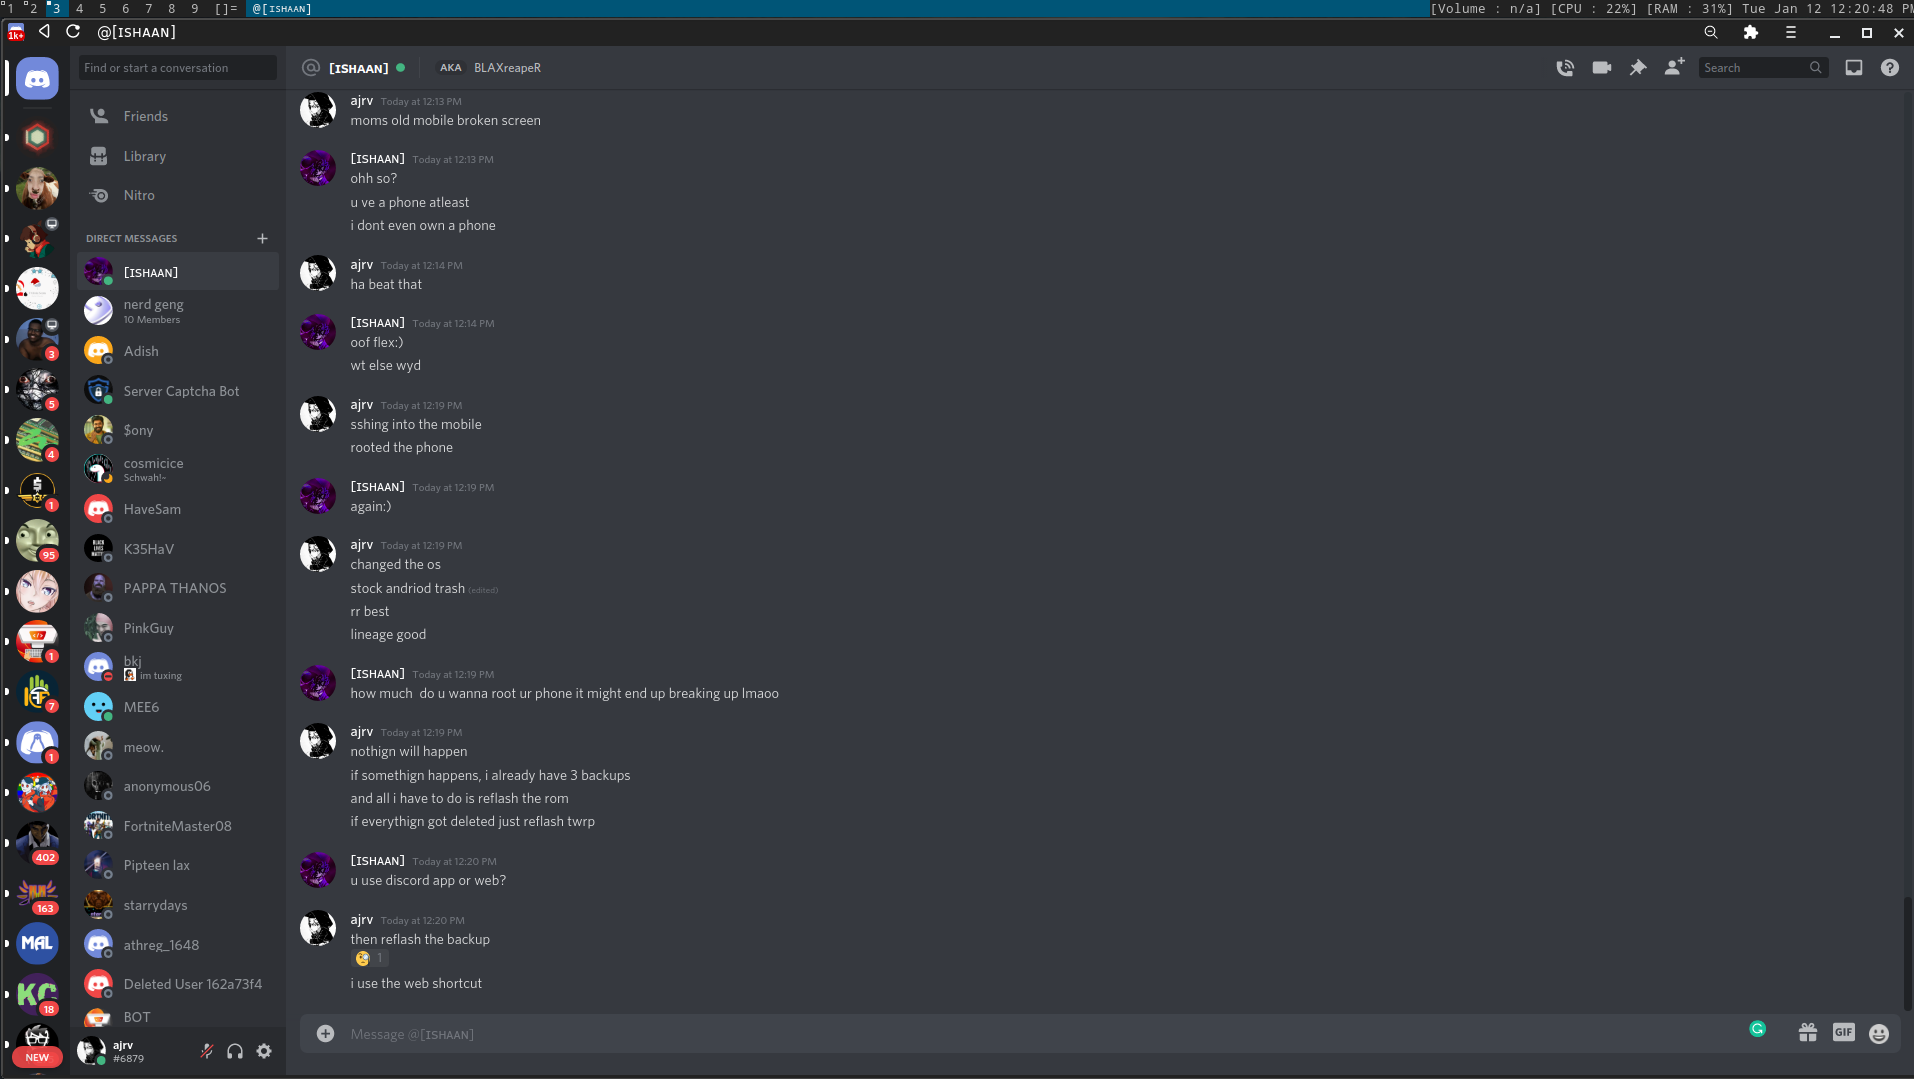 1 2 3 4 5 6 7 8 9 []= @[ISHAAN] [Volume : n/a] [CPU : 22%] [RAM : 31%] Tue Jan 12 12:20:48 PM
1k+ @[ISHAAN]
Find or start a conversation
@ [ISHAAN] AKA BLAXreapeR Search
Friends
Library
Nitro
DIRECT MESSAGES +
[ISHAAN]
nerd geng
10 Members
Adish
Server Captcha Bot
$ony
cosmicice
Schwah!~
HaveSam
K35HaV
PAPPA THANOS
PinkGuy
bkj
im tuxing
MEE6
meow.
anonymous06
FortniteMaster08
Pipteen lax
starrydays
athreg_1648
Deleted User 162a73f4
BOT
ajrv
#6879
3
5
4
1
95
1
7
1
402
163
MAL
KC
18
NEW
BLACK
LIVES
MATTER
ajrv Today at 12:13 PM
moms old mobile broken screen
[ISHAAN] Today at 12:13 PM
ohh so?
u ve a phone atleast
i dont even own a phone
ajrv Today at 12:14 PM
ha beat that
[ISHAAN] Today at 12:14 PM
oof flex:)
wt else wyd
ajrv Today at 12:19 PM
sshing into the mobile
rooted the phone
[ISHAAN] Today at 12:19 PM
again:)
ajrv Today at 12:19 PM
changed the os
stock andriod trash (edited)
rr best
lineage good
[ISHAAN] Today at 12:19 PM
how much do u wanna root ur phone it might end up breaking up lmaoo
ajrv Today at 12:19 PM
nothign will happen
if somethign happens, i already have 3 backups
and all i have to do is reflash the rom
if everythign got deleted just reflash twrp
[ISHAAN] Today at 12:20 PM
u use discord app or web?
ajrv Today at 12:20 PM
then reflash the backup
1
i use the web shortcut
Message @[ISHAAN]
GIF